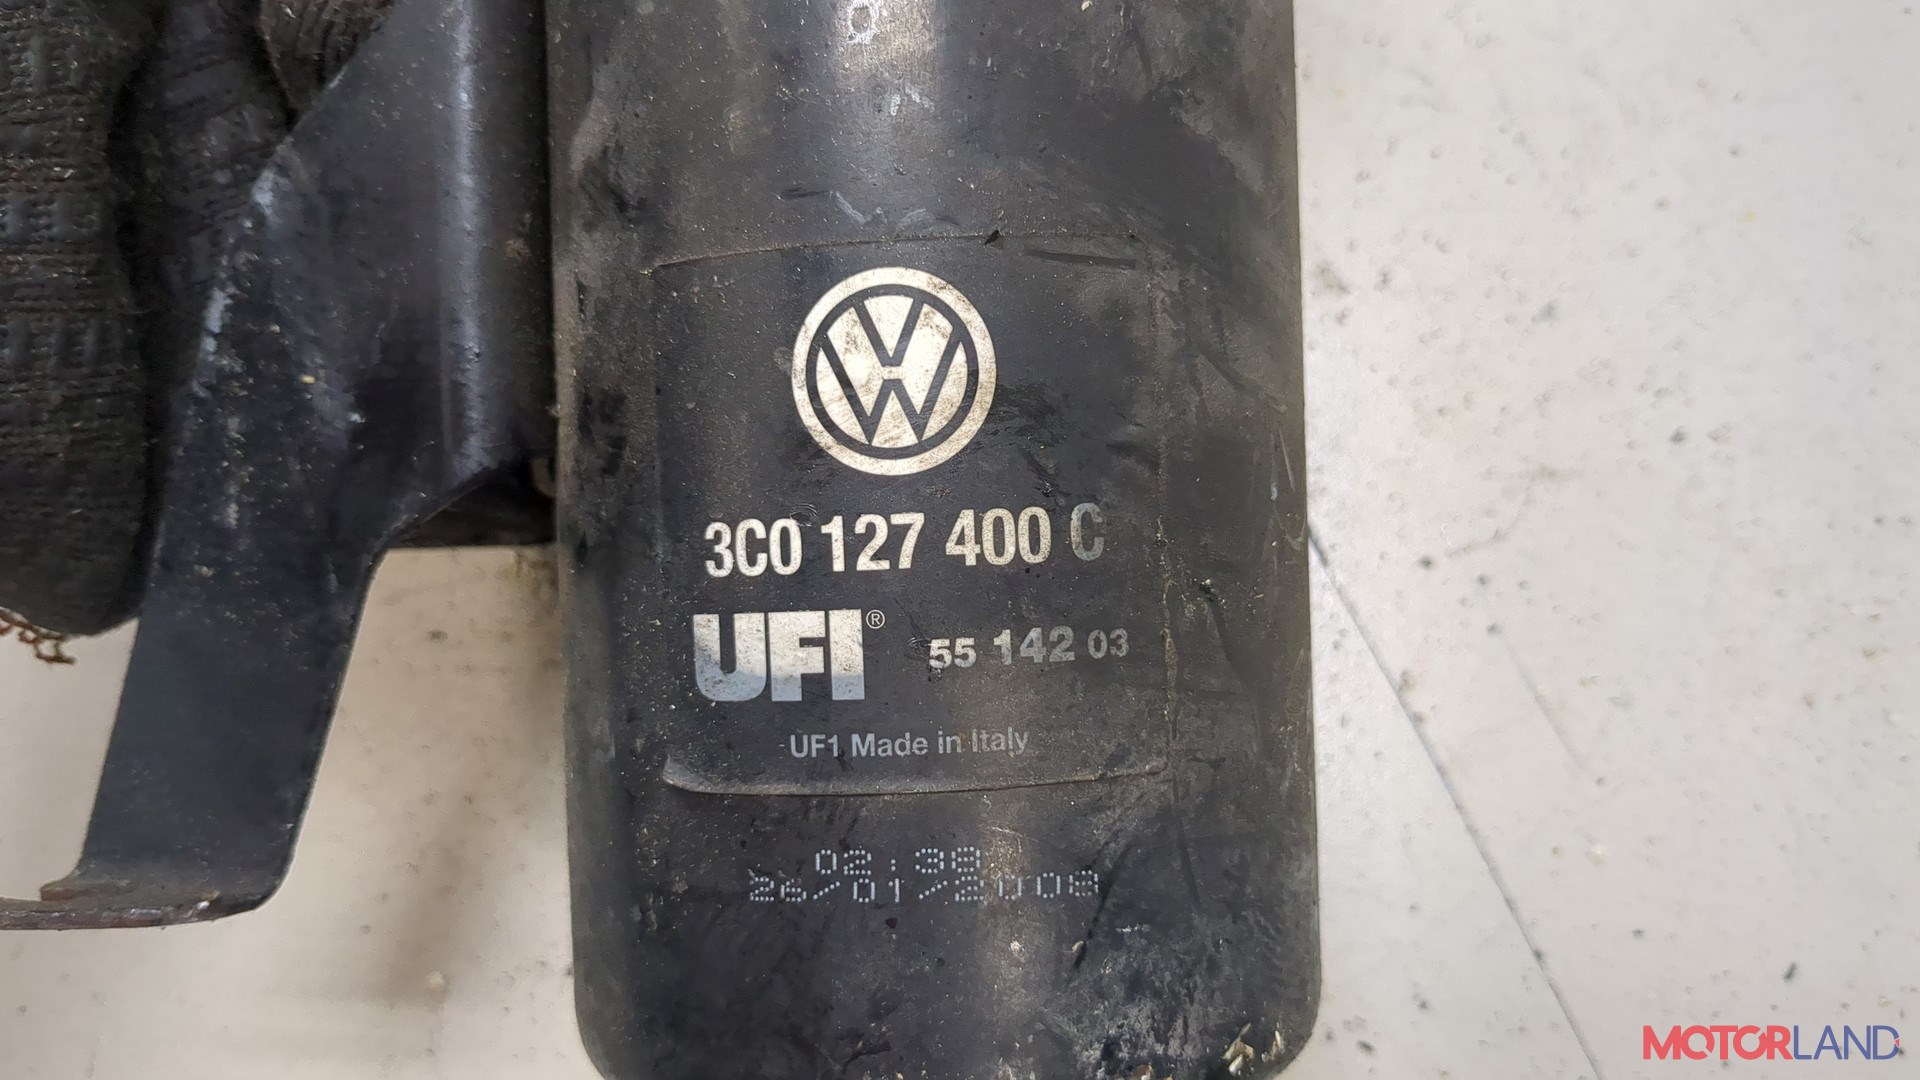 3C0 127 400 C
UFI® 55 142 03
UF1 Made in Italy
02:38
26/01/2008
MOTORLAND